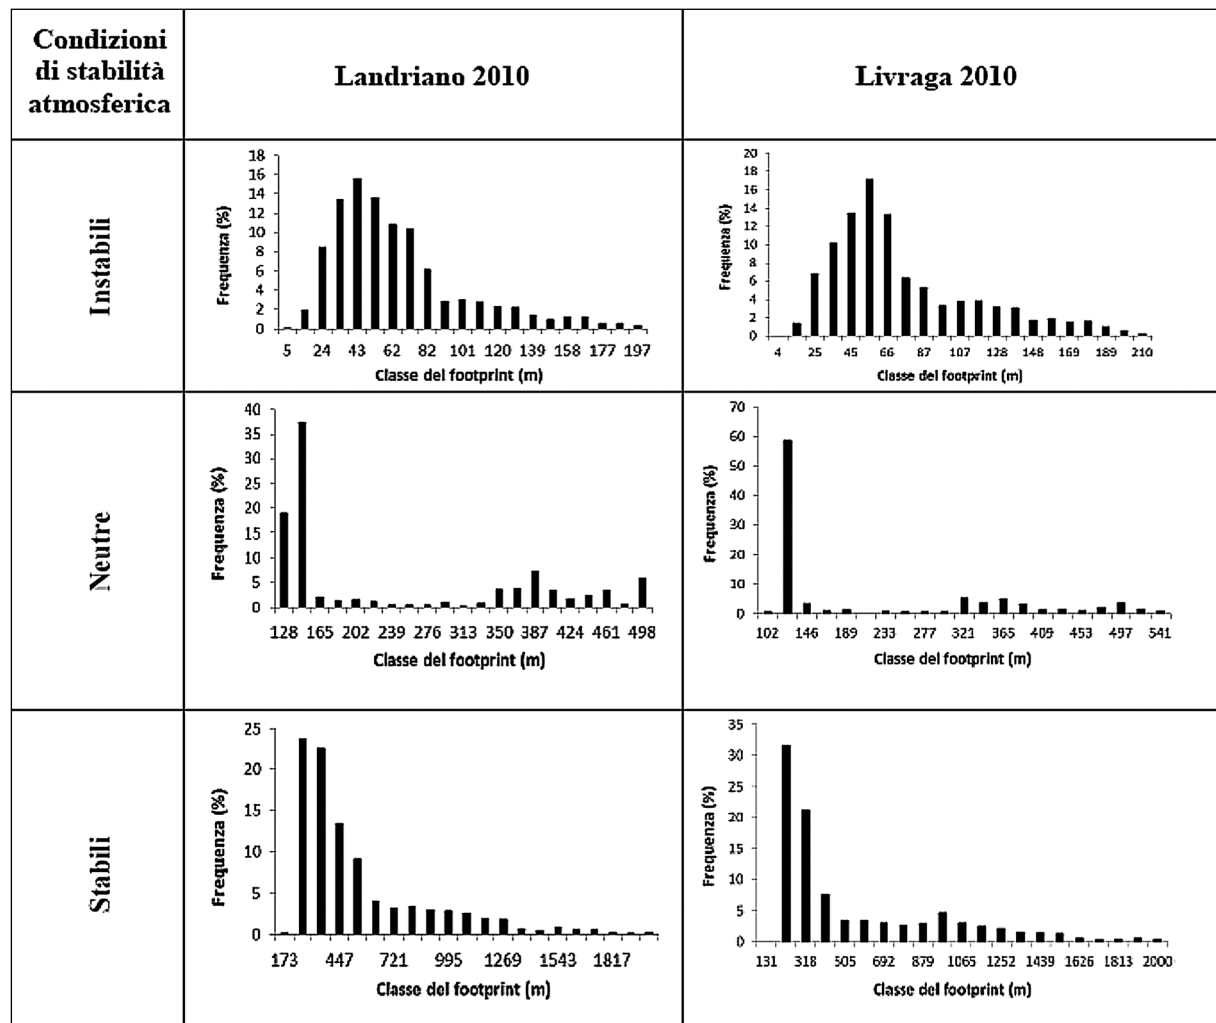 Condizioni
di stabilità
atmosferica
Landriano 2010
Livraga 2010
Instabili
Frequenza (%)
18
16
14
12
10
8
6
4
2
0
5 24 43 62 82 101 120 139 158 177 197
Classe del footprint (m)
Frequenza (%)
20
18
16
14
12
10
8
6
4
2
0
4 25 45 66 87 107 128 148 169 189 210
Classe del footprint (m)
Neutre
Frequenza (%)
40
35
30
25
20
15
10
5
0
128 165 202 239 276 313 350 387 424 461 498
Classe del footprint (m)
Frequenza (%)
70
60
50
40
30
20
10
0
102 146 189 233 277 321 365 409 453 497 541
Classe del footprint (m)
Stabili
Frequenza (%)
25
20
15
10
5
0
173 447 721 995 1269 1543 1817
Classe del footprint (m)
Frequenza (%)
35
30
25
20
15
10
5
0
131 318 505 692 879 1065 1252 1439 1626 1813 2000
Classe del footprint (m)